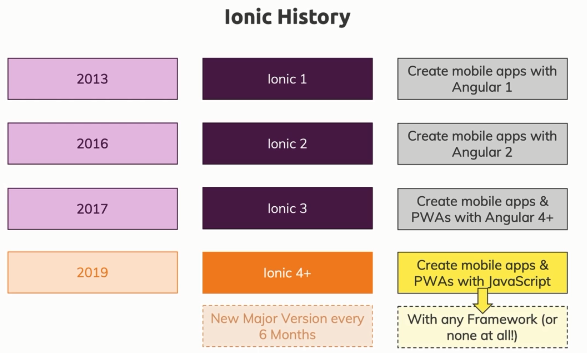 Ionic History
2013
Ionic 1
Create mobile apps with
Angular 1
2016
Ionic 2
Create mobile apps with
Angular 2
2017
Ionic 3
Create mobile apps &
PWAs with Angular 4+
2019
Ionic 4+
Create mobile apps &
PWAs with JavaScript
New Major Version every
6 Months
With any Framework (or
none at all!)